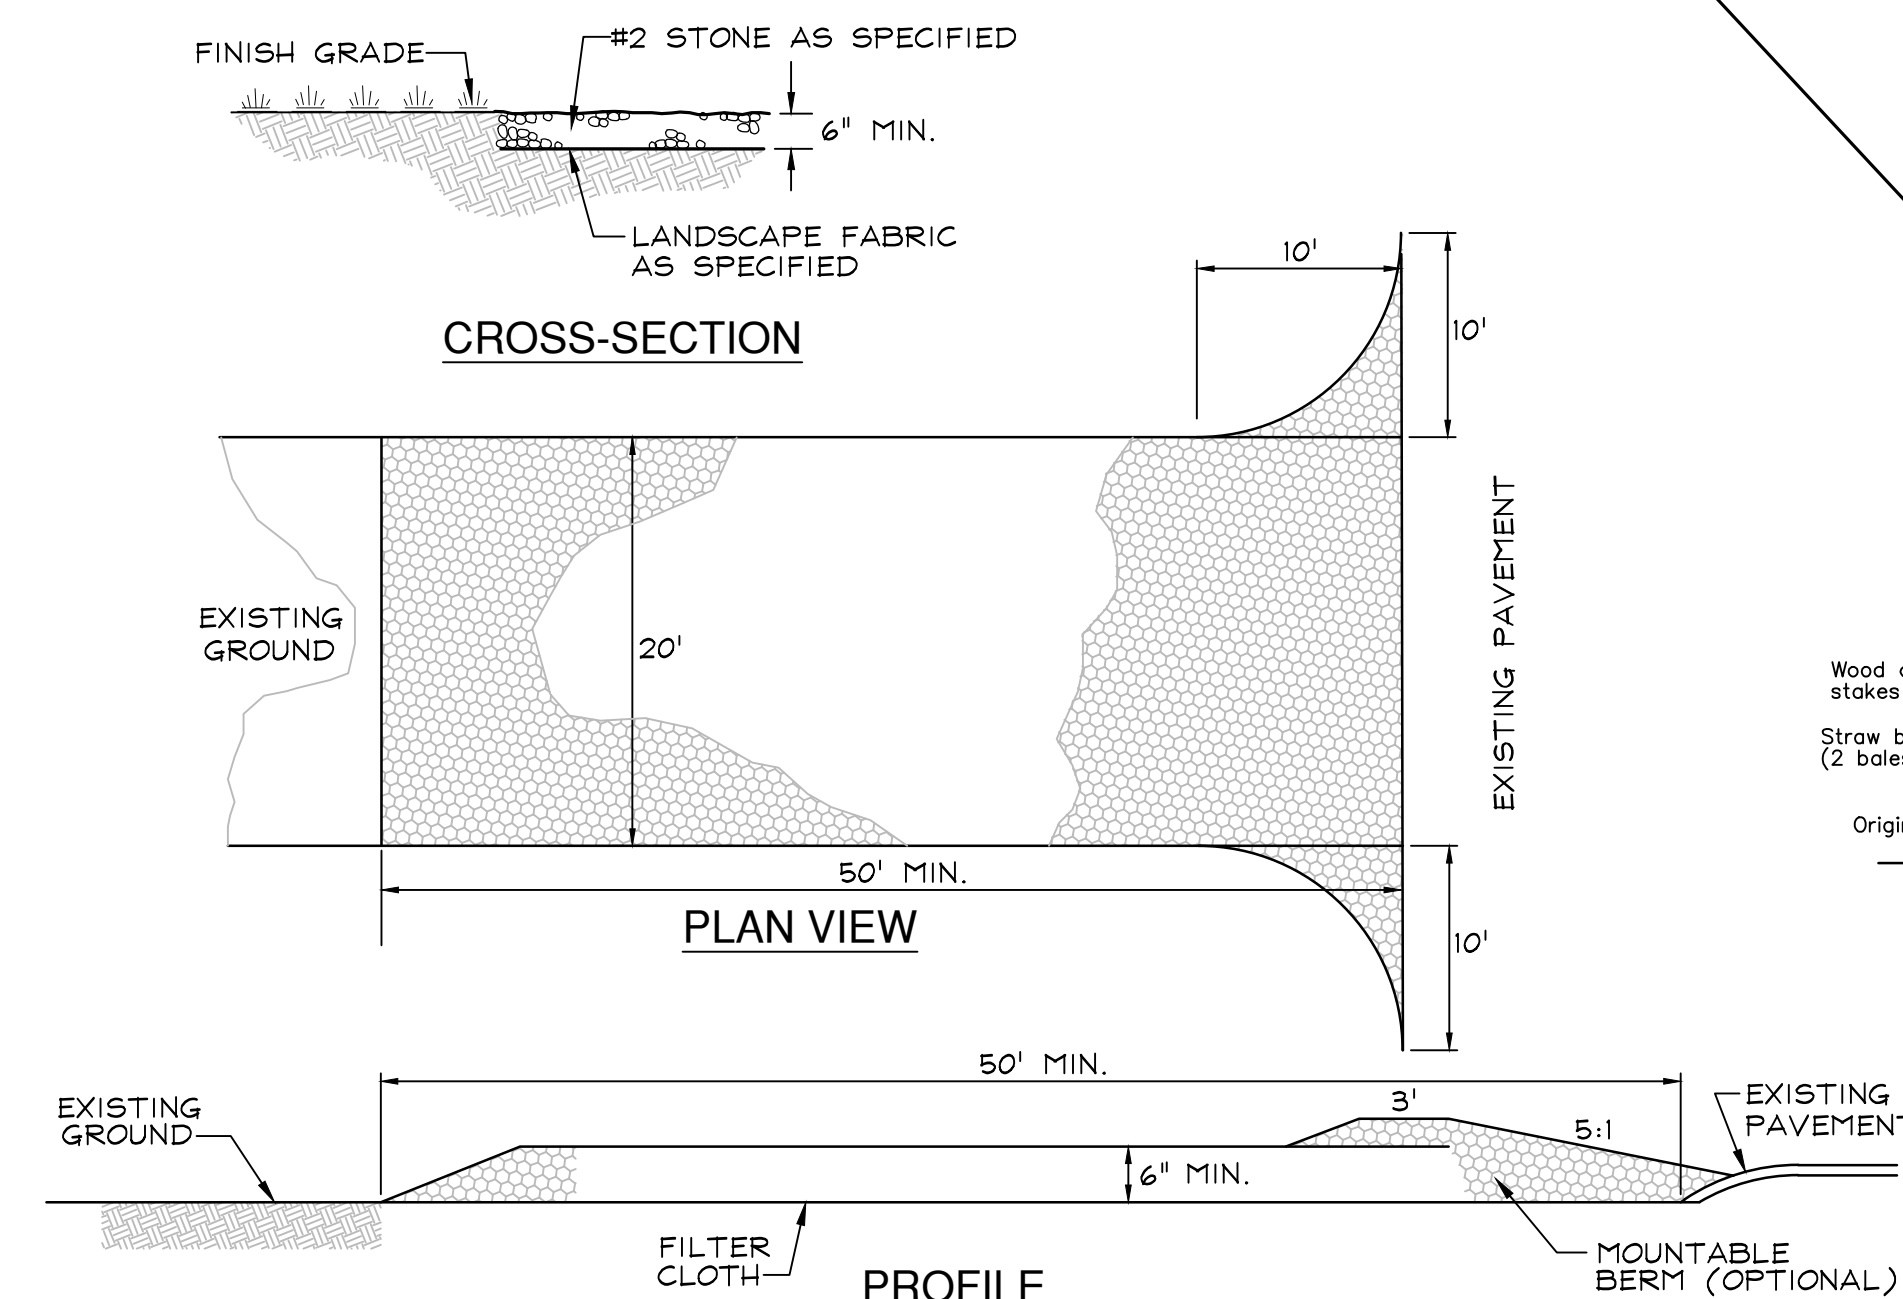 FINISH GRADE
#2 STONE AS SPECIFIED
6" MIN.
LANDSCAPE FABRIC
AS SPECIFIED
CROSS-SECTION
10'
10'
EXISTING
GROUND
20'
EXISTING PAVEMENT
50' MIN.
PLAN VIEW
10'
Wood
stakes
Straw
(2
50' MIN.
EXISTING
GROUND
3'
5:1
EXISTING
PAVEMENT
6" MIN.
FILTER
CLOTH
MOUNTABLE
BERM (OPTIONAL)
PROFILE